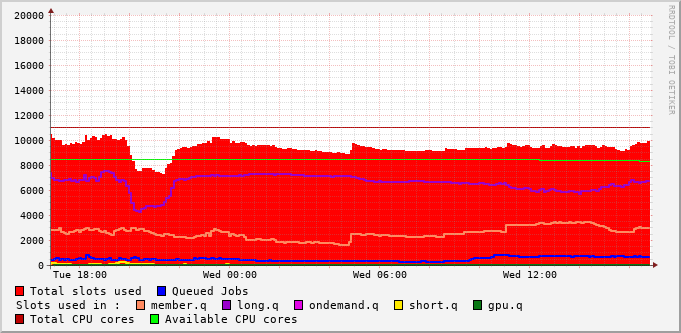 20000
18000
16000
14000
12000
10000
8000
6000
4000
2000
0
Tue 18:00 Wed 00:00 Wed 06:00 Wed 12:00
RRDTOOL / TOBI OETIKER
Total slots used Queued Jobs
Slots used in : member.q long.q ondemand.q short.q gpu.q
Total CPU cores Available CPU cores